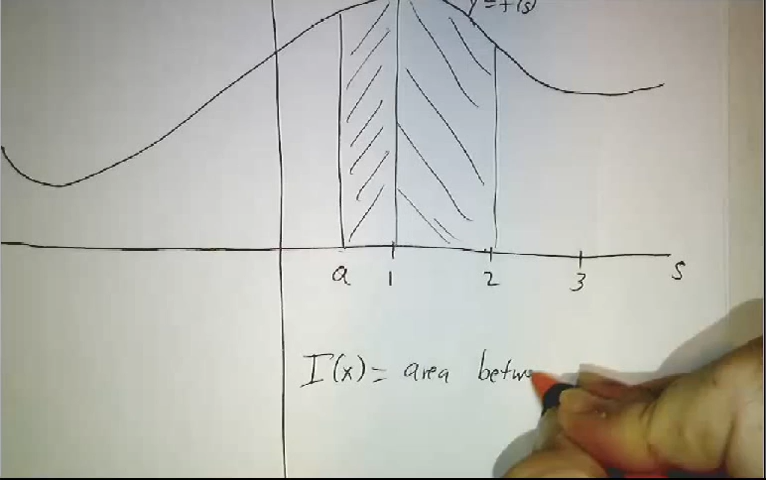 y = f(s)
a 1 2 3 s
I(x) = area betw